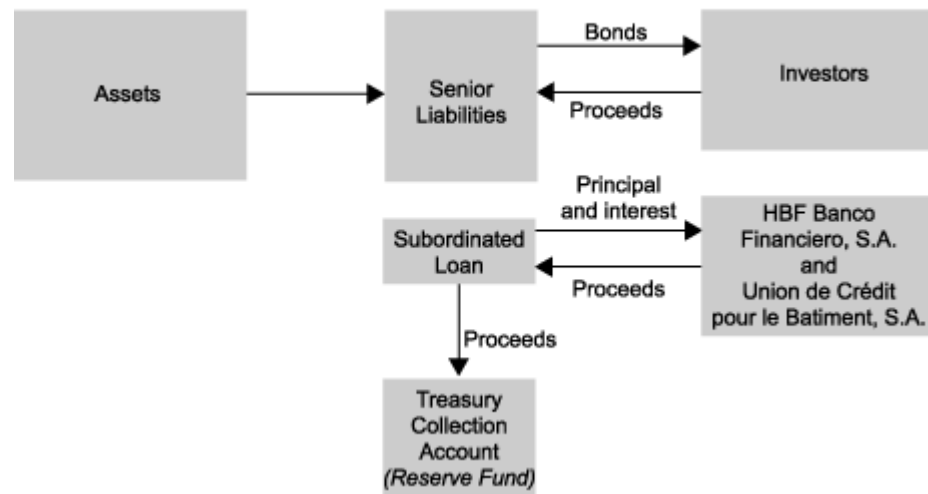 Assets
Senior
Liabilities
Bonds
Proceeds
Investors
Subordinated
Loan
Principal
and interest
Proceeds
HBF Banco
Financiero, S.A.
and
Union de Crédit
pour le Batiment, S.A.
Proceeds
Treasury
Collection
Account
(Reserve Fund)